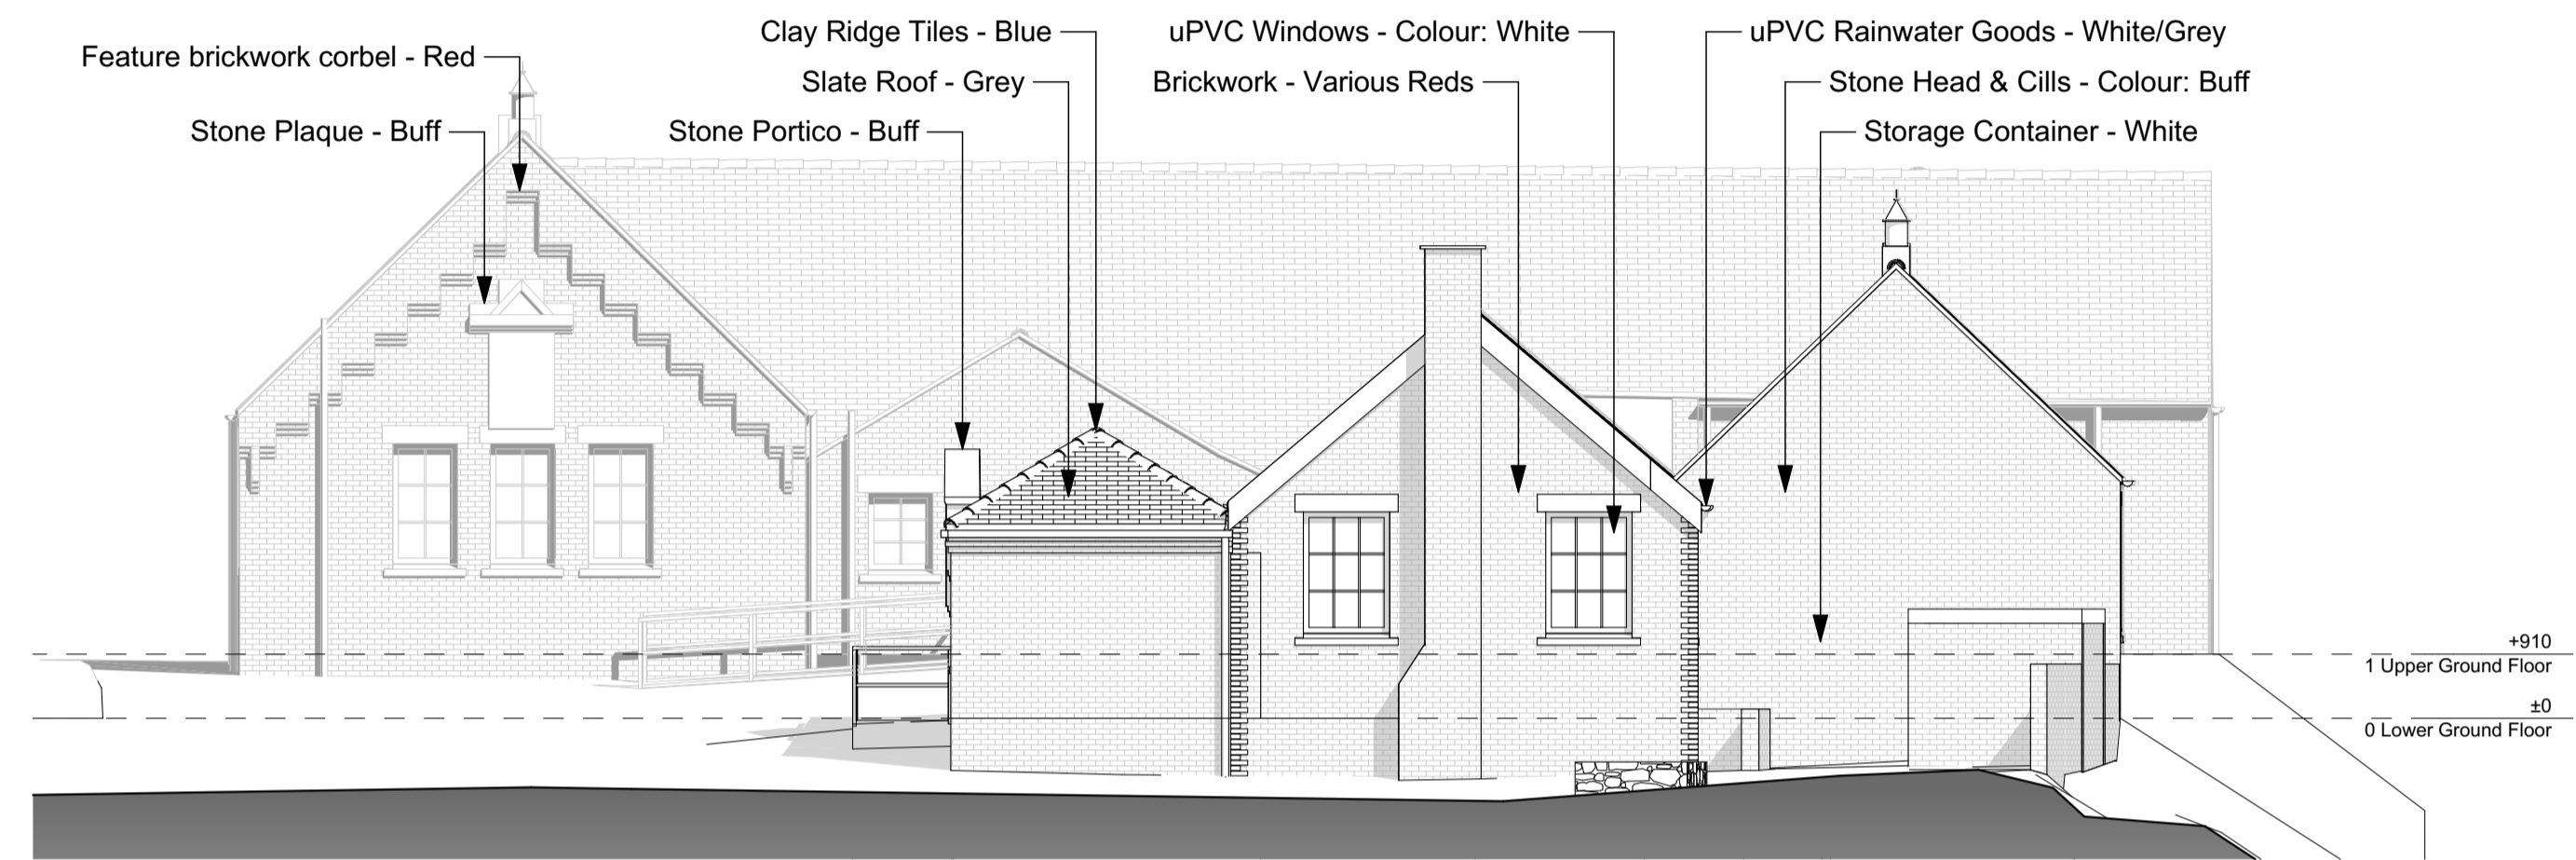 Clay Ridge Tiles - Blue
uPVC Windows - Colour: White
uPVC Rainwater Goods - White/Grey
Feature brickwork corbel - Red
Slate Roof - Grey
Brickwork - Various Reds
Stone Head & Cills - Colour: Buff
Stone Plaque - Buff
Stone Portico - Buff
Storage Container - White
+910
1 Upper Ground Floor
±0
0 Lower Ground Floor